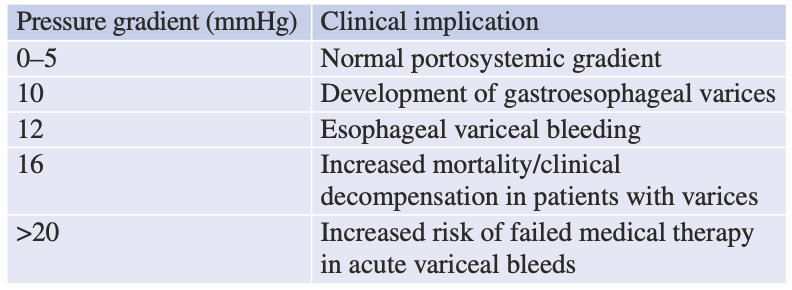 Pressure gradient (mmHg) Clinical implication
0–5 Normal portosystemic gradient
10 Development of gastroesophageal varices
12 Esophageal variceal bleeding
16 Increased mortality/clinical
decompensation in patients with varices
>20 Increased risk of failed medical therapy
in acute variceal bleeds